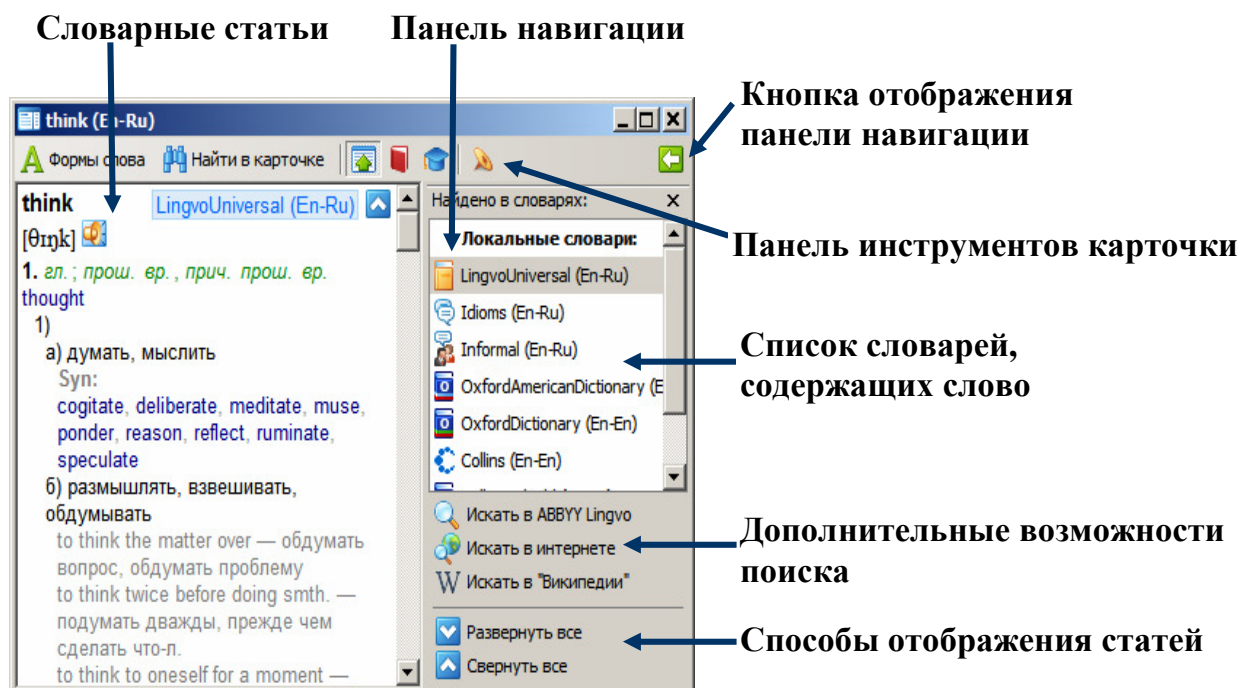 Словарные статьи
Панель навигации
Кнопка отображения
панели навигации
think (En-Ru)
Формы слова
Найти в карточке
think
LingvoUniversal (En-Ru)
[θɪŋk]
1. гл. ; прош. вр. , прич. прош. вр.
thought
1)
а) думать, мыслить
Syn:
cogitate, deliberate, meditate, muse,
ponder, reason, reflect, ruminate,
speculate
б) размышлять, взвешивать,
обдумывать
to think the matter over — обдумать
вопрос, обдумать проблему
to think twice before doing smth. —
подумать дважды, прежде чем
сделать что-л.
to think to oneself for a moment —
Найдено в словарях:
Локальные словари:
LingvoUniversal (En-Ru)
Idioms (En-Ru)
Informal (En-Ru)
OxfordAmericanDictionary (E
OxfordDictionary (En-En)
Collins (En-En)
Искать в ABBYY Lingvo
Искать в интернете
Искать в "Википедии"
Развернуть все
Свернуть все
Панель инструментов карточки
Список словарей,
содержащих слово
Дополнительные возможности
поиска
Способы отображения статей